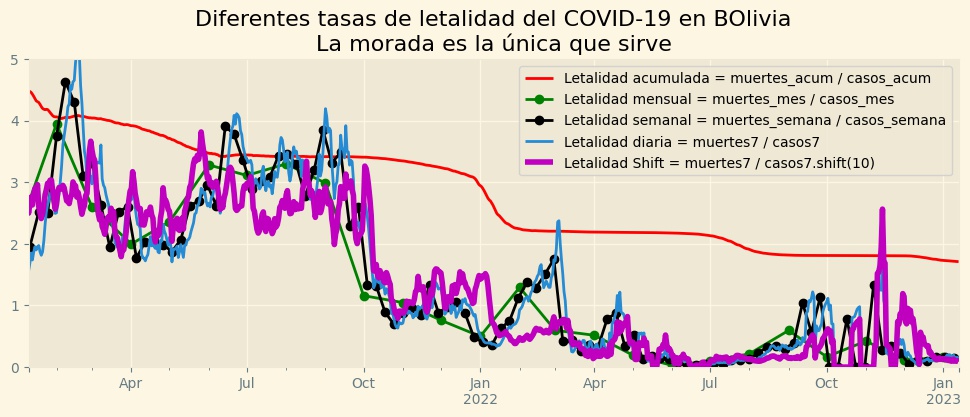 Diferentes tasas de letalidad del COVID-19 en BOlivia
La morada es la única que sirve
Letalidad acumulada = muertes_acum / casos_acum
Letalidad mensual = muertes_mes / casos_mes
Letalidad semanal = muertes_semana / casos_semana
Letalidad diaria = muertes7 / casos7
Letalidad Shift = muertes7 / casos7.shift(10)
5
4
3
2
1
0
Apr Jul Oct Jan Apr Jul Oct Jan
2022 2023